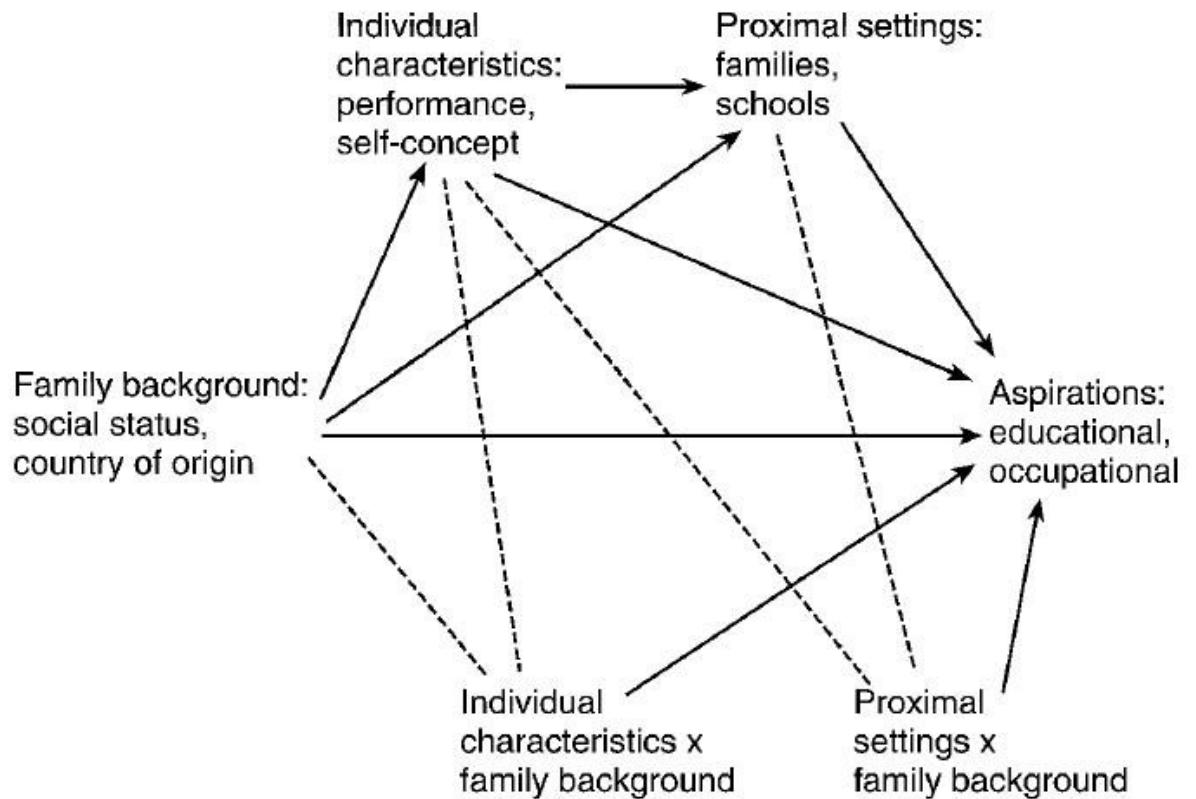 Individual
characteristics:
performance,
self-concept
Proximal settings:
families,
schools
Family background:
social status,
country of origin
Aspirations:
educational,
occupational
Individual
characteristics x
family background
Proximal
settings x
family background